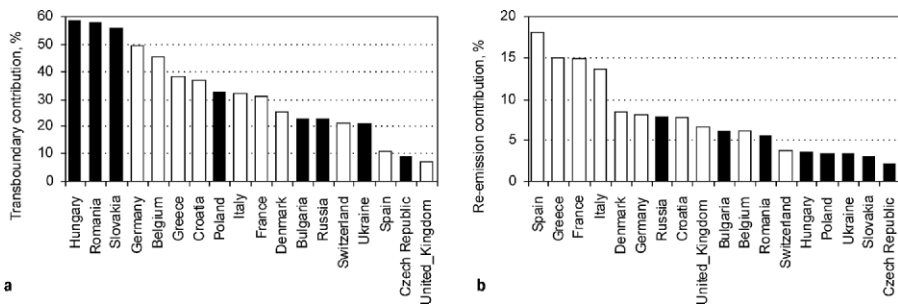 60
50
40
30
20
10
0
Transboundary contribution, %
Hungary
Romania
Slovakia
Germany
Belgium
Greece
Croatia
Poland
Italy
France
Denmark
Bulgaria
Russia
Switzerland
Ukraine
Spain
Czech Republic
United_Kingdom
a
20
15
10
5
0
Re-emission contribution, %
Spain
Greece
France
Italy
Denmark
Germany
Russia
Croatia
United_Kingdom
Bulgaria
Belgium
Romania
Switzerland
Hungary
Poland
Ukraine
Slovakia
Czech Republic
b